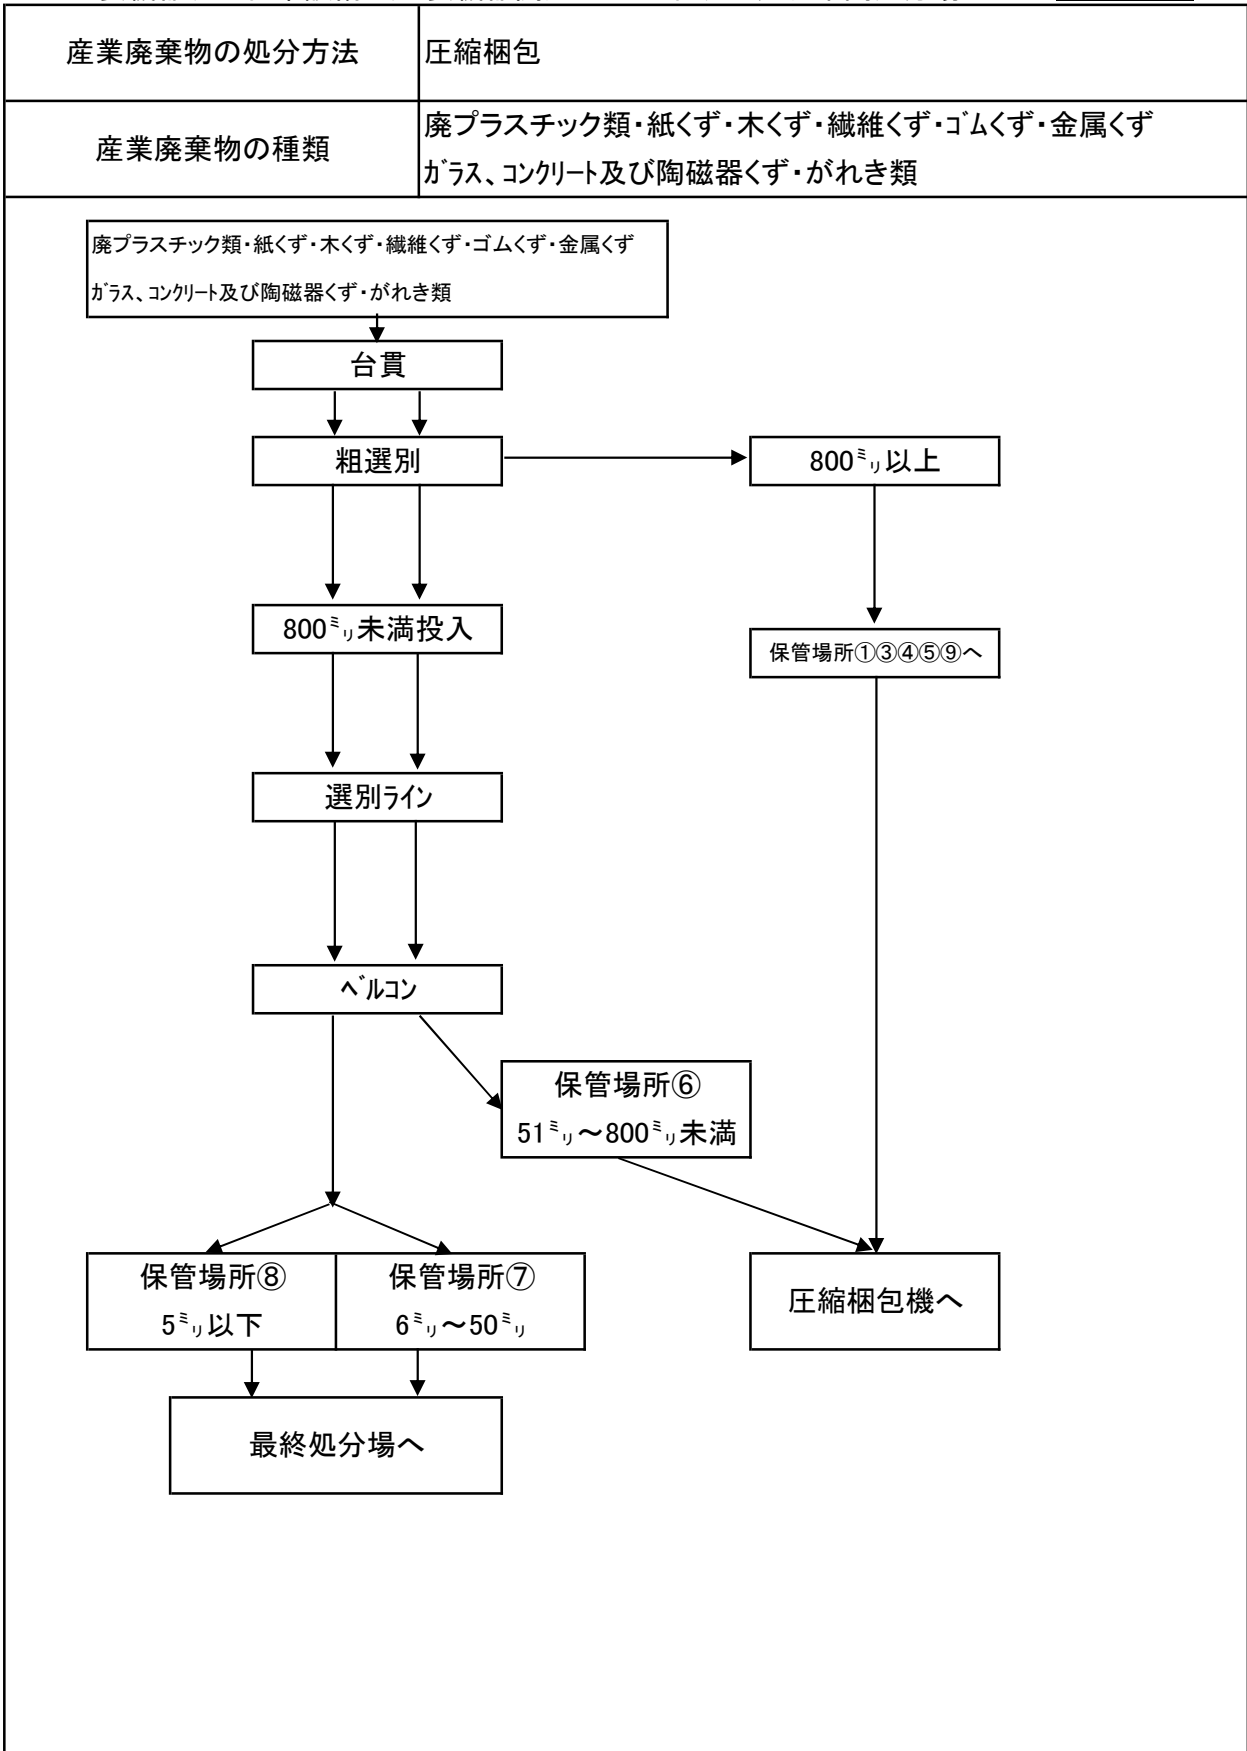 産業廃棄物の処分方法
圧縮梱包
産業廃棄物の種類
廃プラスチック類・紙くず・木くず・繊維くず・ｺﾞﾑくず・金属くず
ｶﾞﾗｽ、ｺﾝｸﾘｰﾄ及び陶磁器くず・がれき類
廃プラスチック類・紙くず・木くず・繊維くず・ゴムくず・金属くず
ｶﾞﾗｽ、ｺﾝｸﾘｰﾄ及び陶磁器くず・がれき類
台貫
粗選別
800㍉以上
800㍉未満投入
保管場所①③④⑤⑨へ
選別ﾗｲﾝ
ﾍﾞﾙｺﾝ
保管場所⑥
51㍉～800㍉未満
保管場所⑧
5㍉以下
保管場所⑦
6㍉～50㍉
圧縮梱包機へ
最終処分場へ